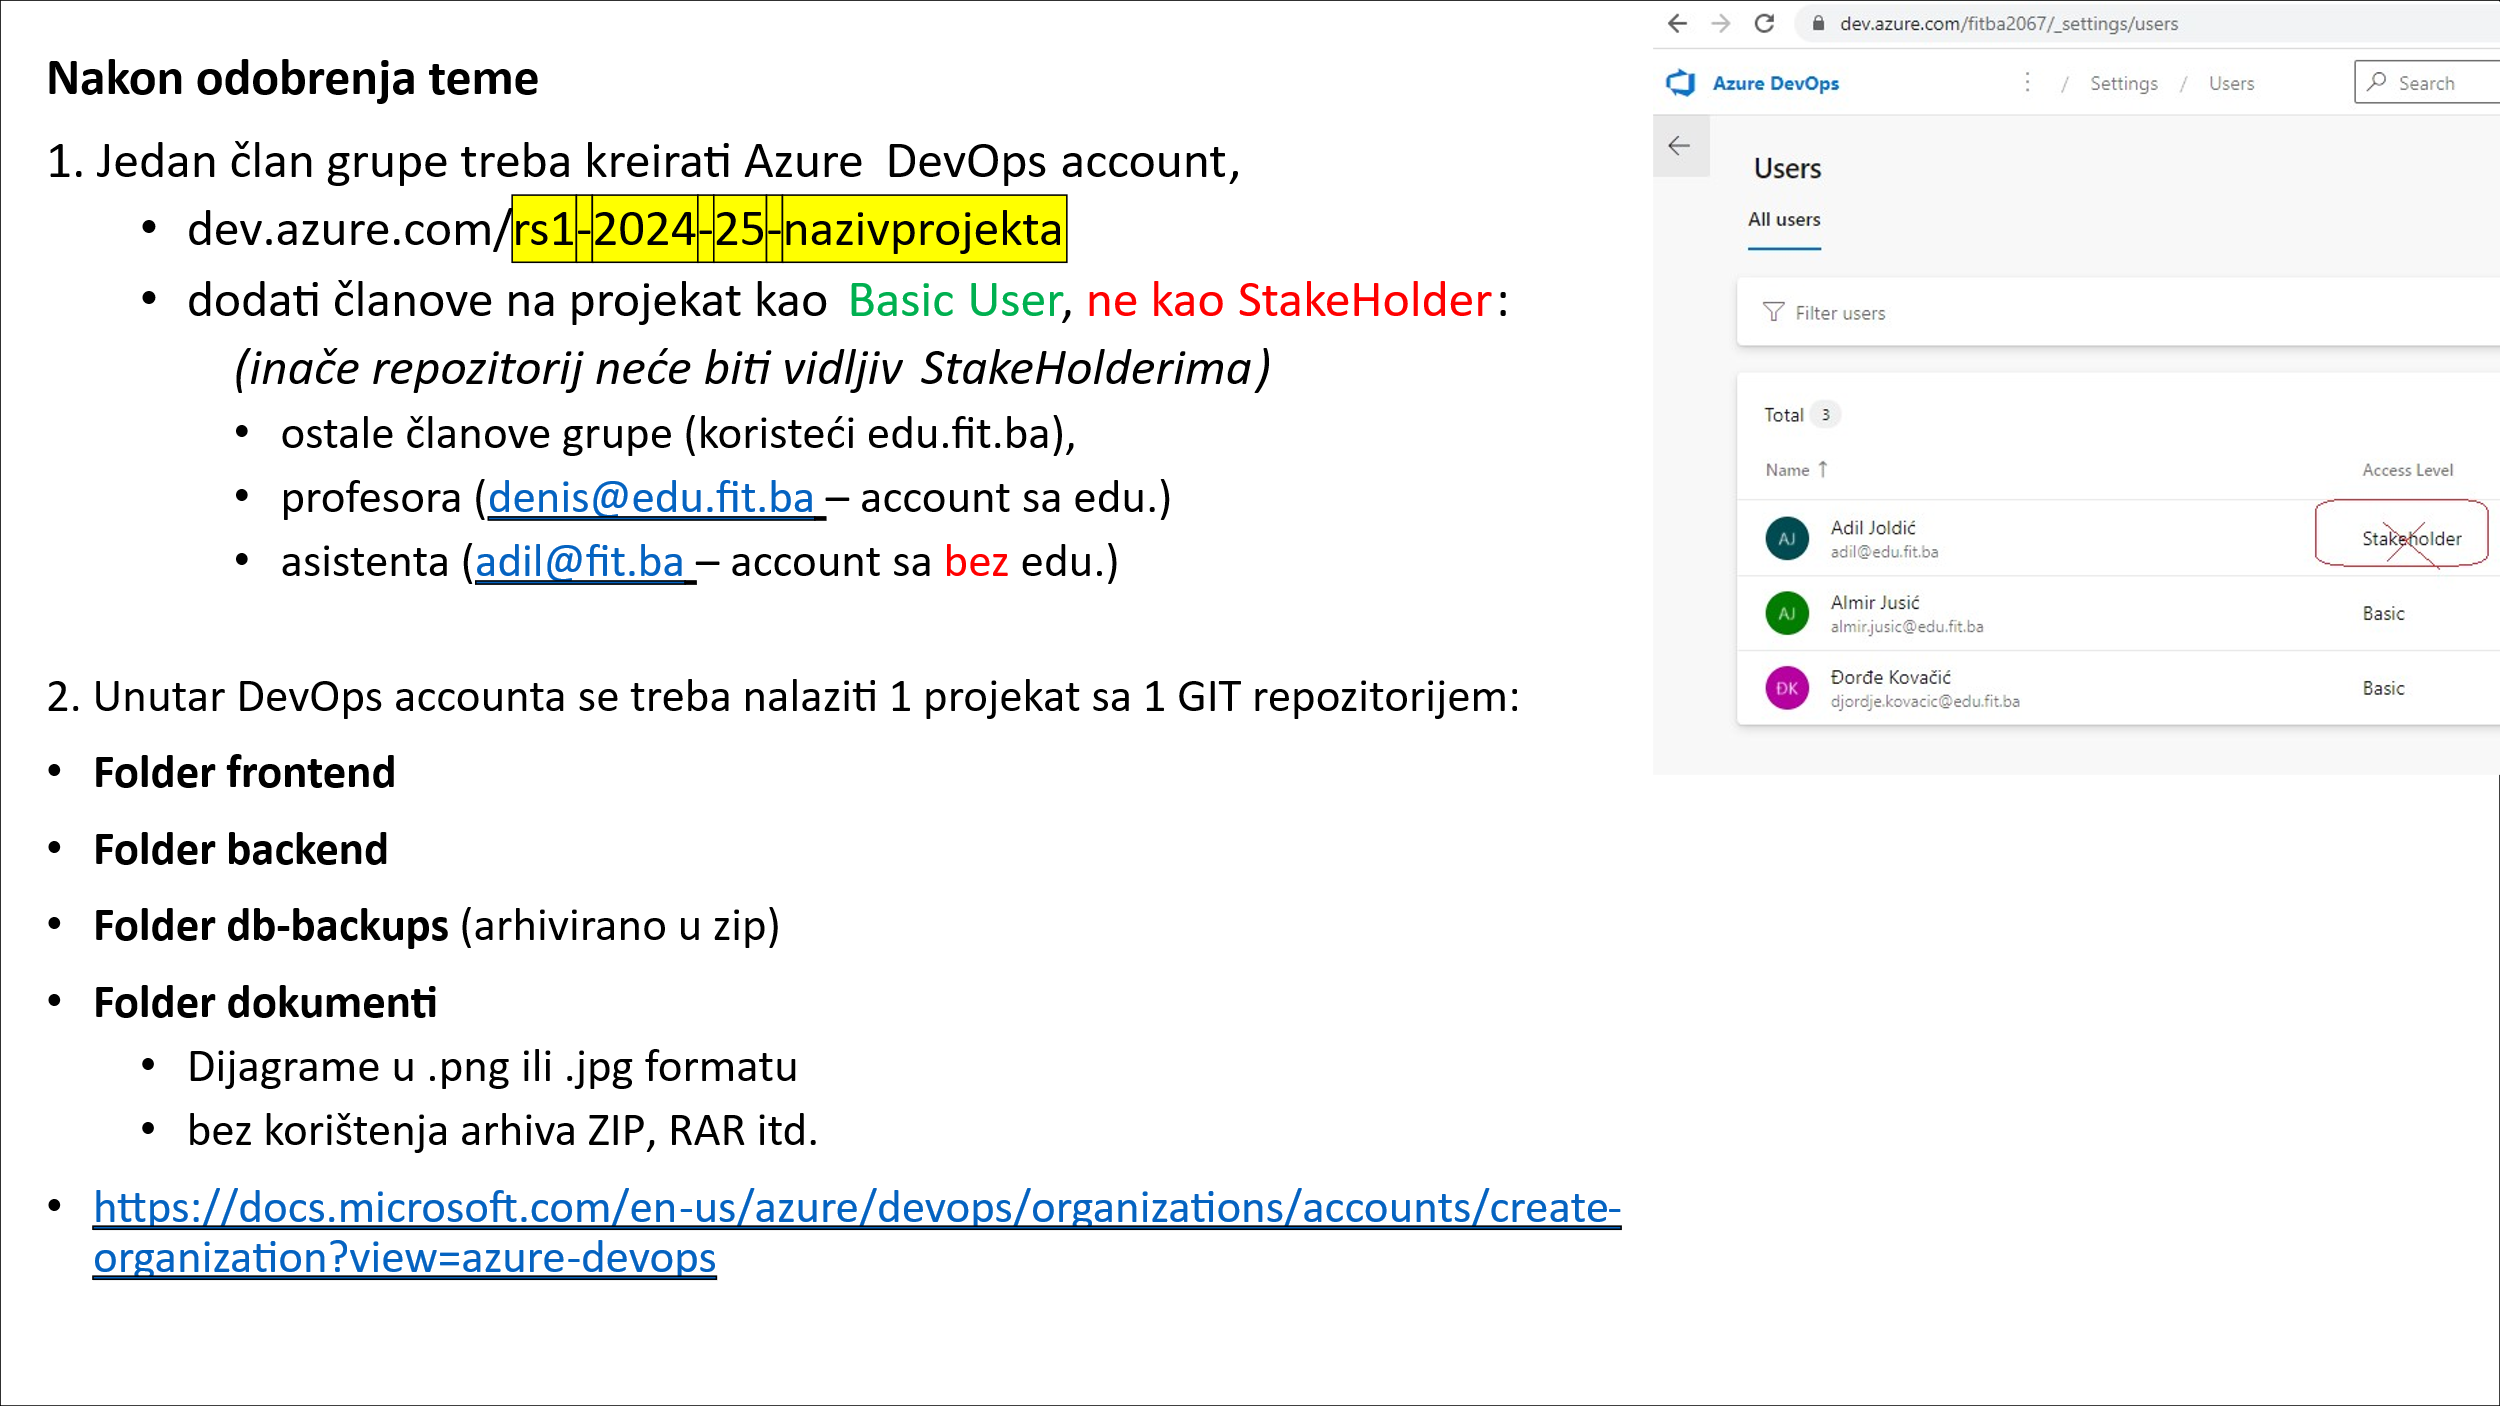 Nakon odobrenja teme
1. Jedan član grupe treba kreirati Azure DevOps account,
• dev.azure.com/rs1-2024-25-nazivprojekta
• dodati članove na projekat kao Basic User, ne kao StakeHolder:
(inače repozitorij neće biti vidljiv StakeHolderima)
• ostale članove grupe (koristeći edu.fit.ba),
• profesora (denis@edu.fit.ba – account sa edu.)
• asistenta (adil@fit.ba – account sa bez edu.)
2. Unutar DevOps accounta se treba nalaziti 1 projekat sa 1 GIT repozitorijem:
• Folder frontend
• Folder backend
• Folder db-backups (arhivirano u zip)
• Folder dokumenti
• Dijagrame u .png ili .jpg formatu
• bez korištenja arhiva ZIP, RAR itd.
• https://docs.microsoft.com/en-us/azure/devops/organizations/accounts/create-
organization?view=azure-devops
dev.azure.com/fitba2067/_settings/users
Azure DevOps / Settings / Users Search
Users
All users
Filter users
Total 3
Name ↑ Access Level
AJ Adil Joldić Stakeholder
adil@edu.fit.ba
AJ Almir Jusić Basic
almir.jusic@edu.fit.ba
ĐK Đorđe Kovačić Basic
djordje.kovacic@edu.fit.ba